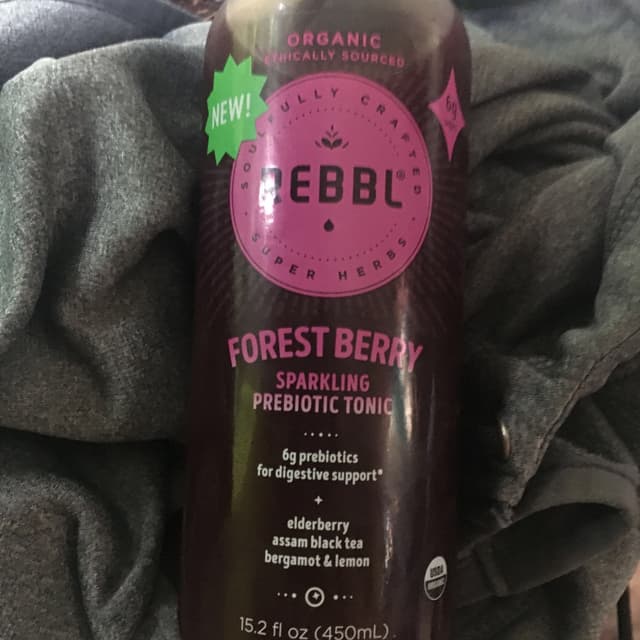 ORGANIC
ETHICALLY SOURCED
NEW!
SOULFULLY CRAFTED
6g
REBBL®
SUPER HERBS
FOREST BERRY
SPARKLING
PREBIOTIC TONIC
6g prebiotics
for digestive support*
+
elderberry
assam black tea
bergamot & lemon
USDA
ORGANIC
15.2 fl oz (450mL)